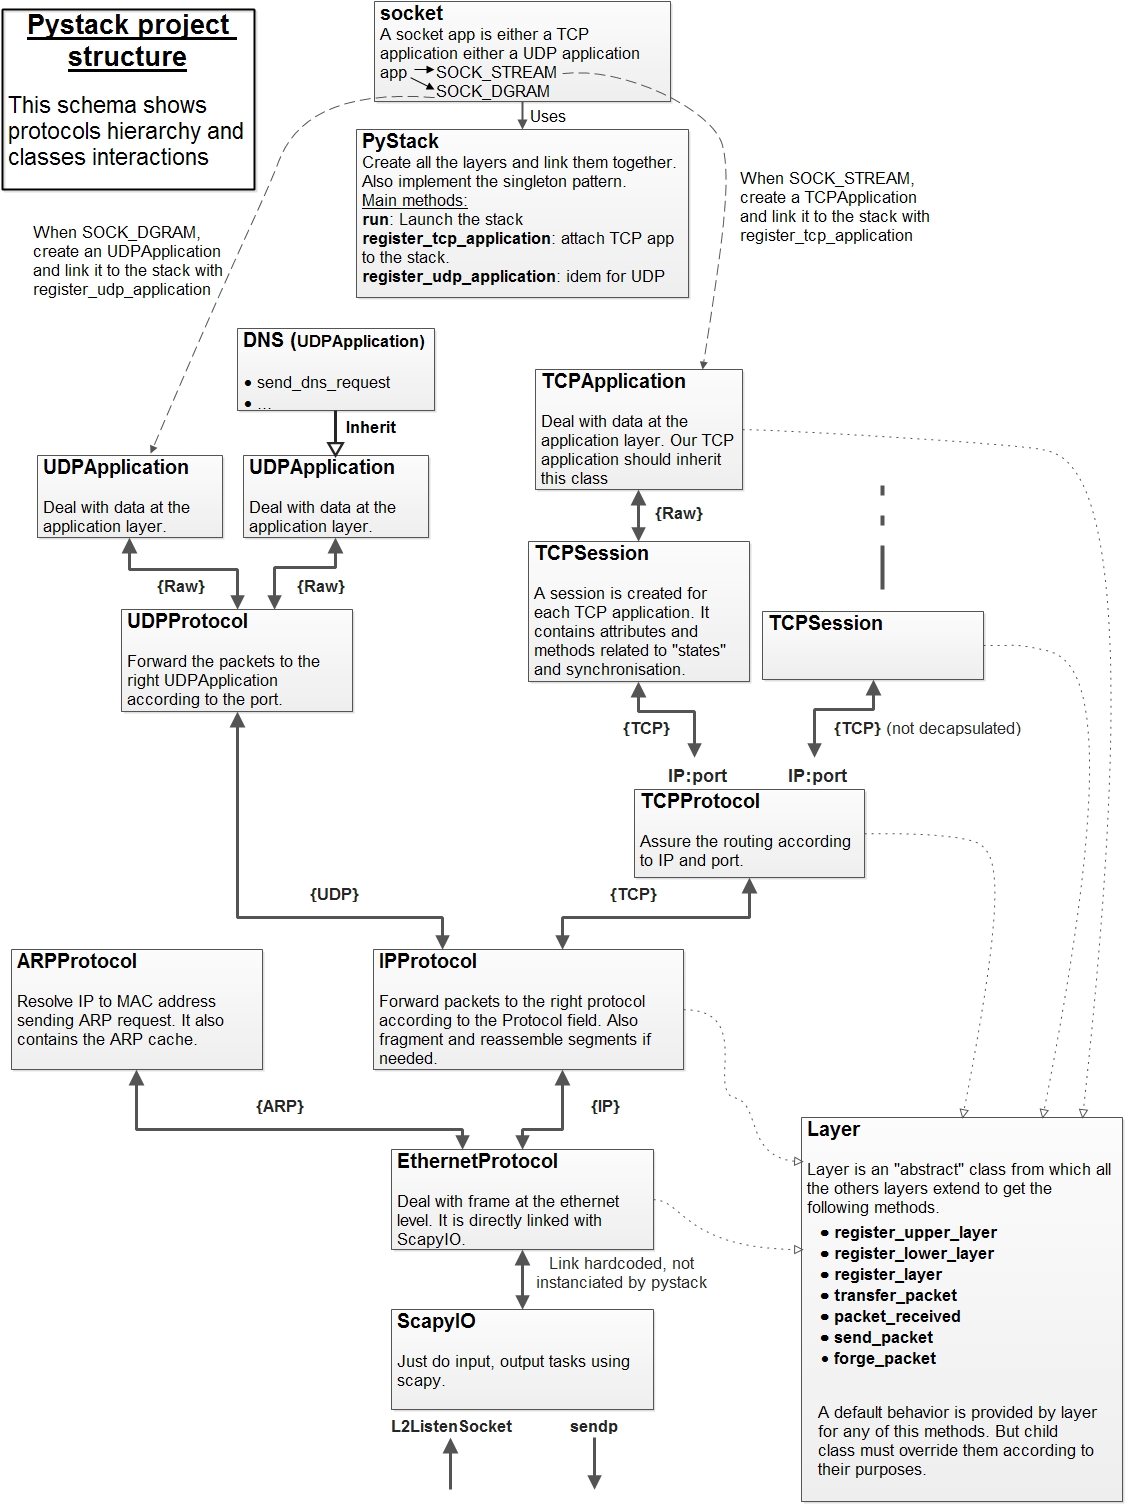 Pystack project
structure
This schema shows
protocols hierarchy and
classes interactions
socket
A socket app is either a TCP
application either a UDP application
app SOCK_STREAM
SOCK_DGRAM
Uses
PyStack
Create all the layers and link them together.
Also implement the singleton pattern.
Main methods:
run: Launch the stack
register_tcp_application: attach TCP app
to the stack.
register_udp_application: idem for UDP
When SOCK_STREAM,
create a TCPApplication
and link it to the stack with
register_tcp_application
When SOCK_DGRAM,
create an UDPApplication
and link it to the stack with
register_udp_application
DNS (UDPApplication)
• send_dns_request
• ...
Inherit
UDPApplication
Deal with data at the
application layer.
UDPApplication
Deal with data at the
application layer.
{Raw}
{Raw}
UDPProtocol
Forward the packets to the
right UDPApplication
according to the port.
TCPApplication
Deal with data at the
application layer. Our TCP
application should inherit
this class
{Raw}
TCPSession
A session is created for
each TCP application. It
contains attributes and
methods related to "states"
and synchronisation.
TCPSession
{TCP}
{TCP} (not decapsulated)
IP:port
IP:port
TCPProtocol
Assure the routing according
to IP and port.
{UDP}
{TCP}
ARPProtocol
Resolve IP to MAC address
sending ARP request. It also
contains the ARP cache.
IPProtocol
Forward packets to the right protocol
according to the Protocol field. Also
fragment and reassemble segments if
needed.
{ARP}
{IP}
EthernetProtocol
Deal with frame at the ethernet
level. It is directly linked with
ScapyIO.
Link hardcoded, not
instanciated by pystack
ScapyIO
Just do input, output tasks using
scapy.
L2ListenSocket
sendp
Layer
Layer is an "abstract" class from which all
the others layers extend to get the
following methods.
• register_upper_layer
• register_lower_layer
• register_layer
• transfer_packet
• packet_received
• send_packet
• forge_packet
A default behavior is provided by layer
for any of this methods. But child
class must override them according to
their purposes.